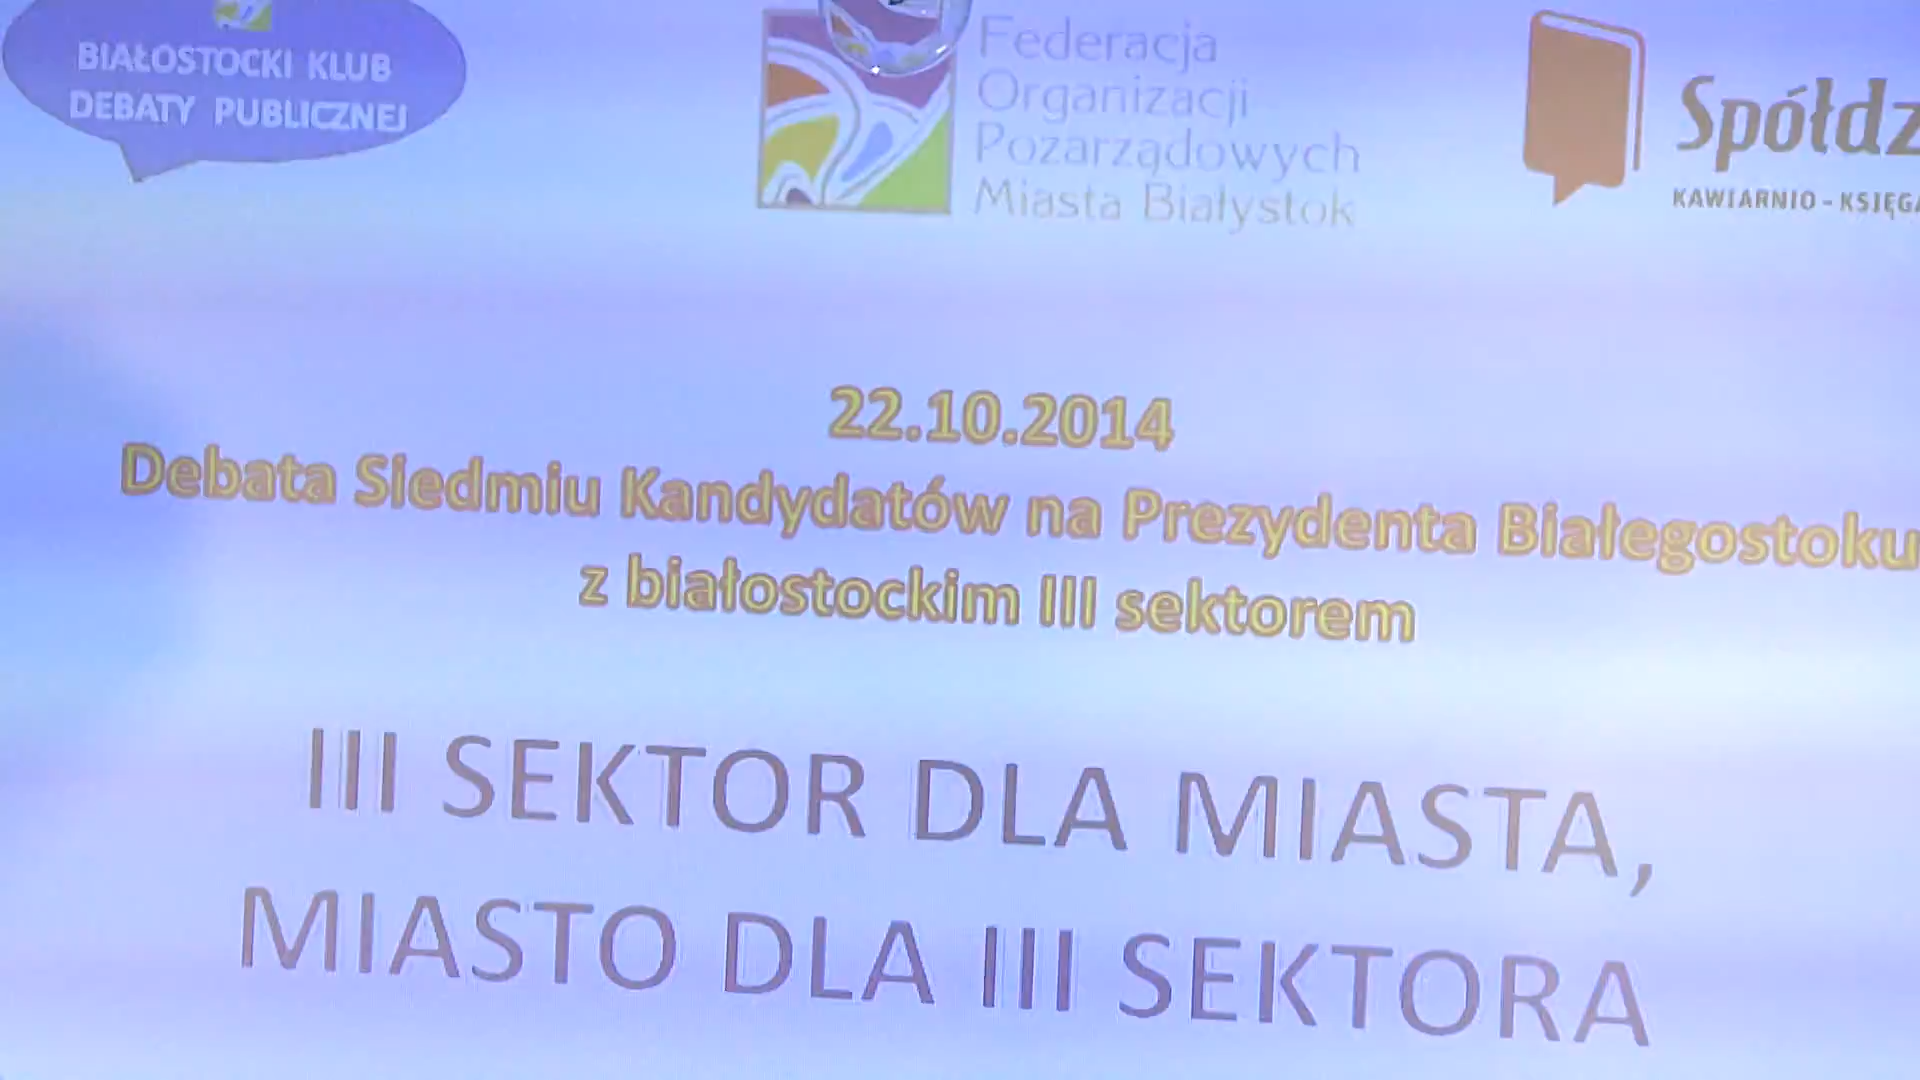 BIAŁOSTOCKI KLUB
DEBATY PUBLICZNEJ
Federacja
Organizacji
Pozarządowych
Miasta Białystok
Spółdz
KAWIARNIO-KSIĘGA
22.10.2014
Debata Siedmiu Kandydatów na Prezydenta Białegostoku
z białostockim III sektorem
III SEKTOR DLA MIASTA,
MIASTO DLA III SEKTORA